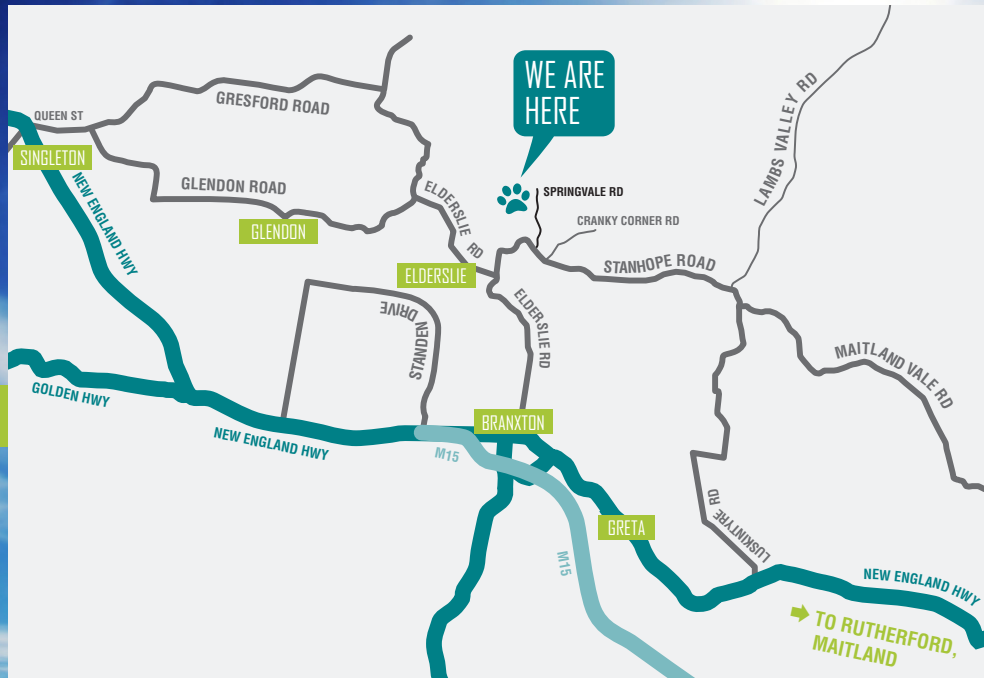 WE ARE
HERE
GRESFORD ROAD
QUEEN ST
SINGLETON
NEW ENGLAND HWY
GLENDON ROAD
GLENDON
ELDERSLIE RD
SPRINGVALE RD
CRANKY CORNER RD
LAMBS VALLEY RD
ELDERSLIE
STANHOPE ROAD
STANDEN DRIVE
ELDERSLIE RD
MAITLAND VALE RD
GOLDEN HWY
NEW ENGLAND HWY
BRANXTON
M15
M15
GRETA
LUSKINTYRE RD
NEW ENGLAND HWY
TO RUTHERFORD,
MAITLAND